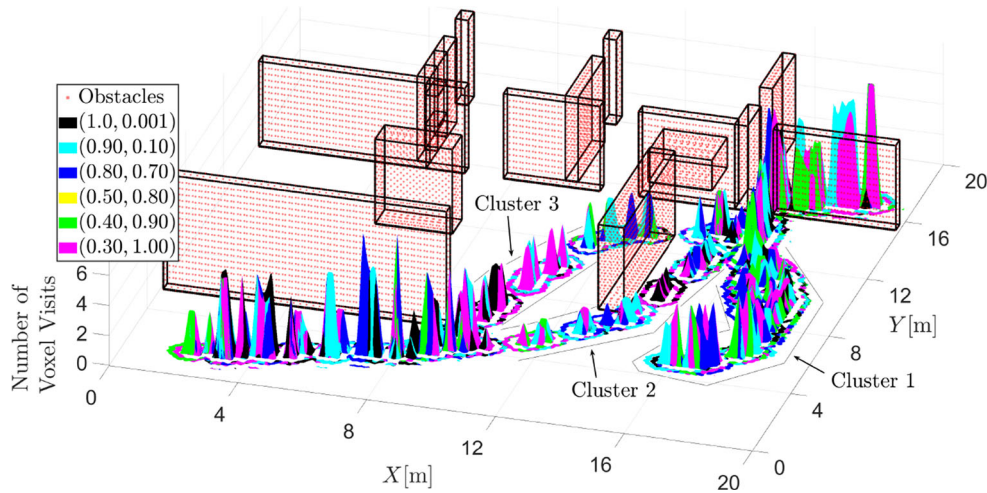 Obstacles
(1.0, 0.001)
(0.90, 0.10)
(0.80, 0.70)
(0.50, 0.80)
(0.40, 0.90)
(0.30, 1.00)
Cluster 3
Cluster 2
Cluster 1
Number of
Voxel Visits
6
4
2
0
0
4
8
12
16
20
X[m]
0
4
8
12
16
20
Y[m]